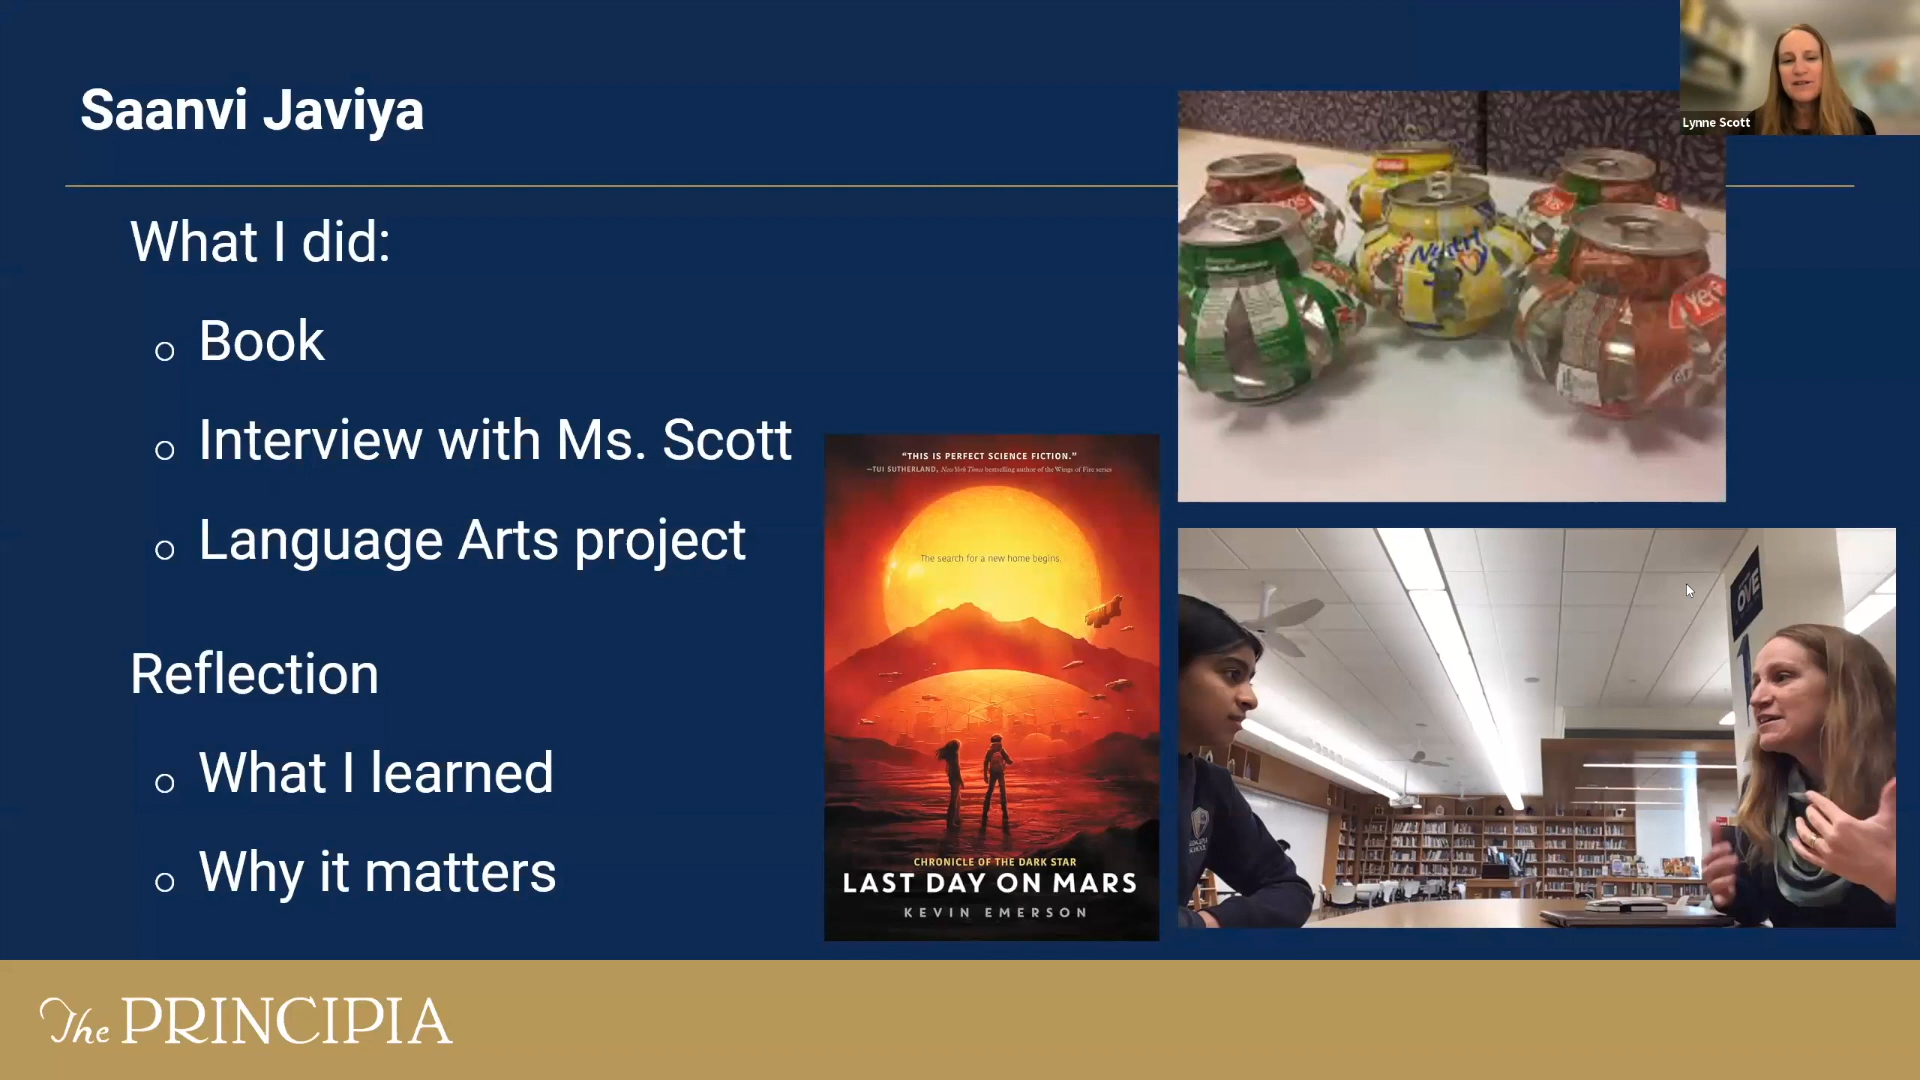 Saanvi Javiya
Lynne Scott
What I did:
Book
Interview with Ms. Scott
Language Arts project
Reflection
What I learned
Why it matters
"THIS IS PERFECT SCIENCE FICTION."
—TUI SUTHERLAND, New York Times bestselling author of the Wings of Fire series
The search for a new home begins.
CHRONICLE OF THE DARK STAR
LAST DAY ON MARS
KEVIN EMERSON
The PRINCIPIA